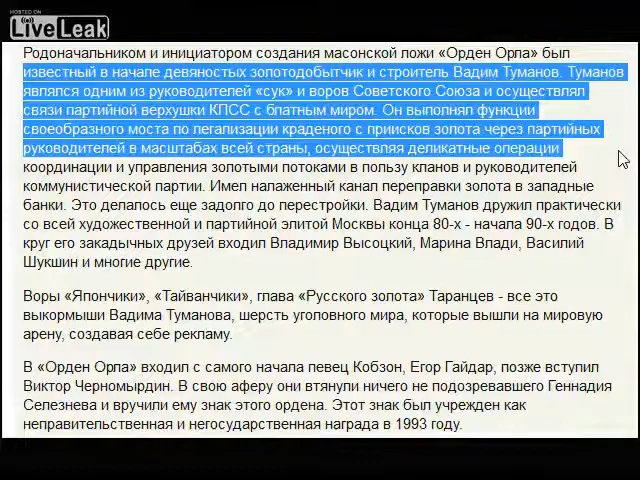 HOSTED ON
LiveLeak
Родоначальником и инициатором создания масонской ложи «Орден Орла» был
известный в начале девяностых золотодобытчик и строитель Вадим Туманов. Туманов
являлся одним из руководителей «сук» и воров Советского Союза и осуществлял
связи партийной верхушки КПСС с блатным миром. Он выполнял функции
своеобразного моста по легализации краденого с приисков золота через партийных
руководителей в масштабах всей страны, осуществляя деликатные операции
координации и управления золотыми потоками в пользу кланов и руководителей
коммунистической партии. Имел налаженный канал переправки золота в западные
банки. Это делалось еще задолго до перестройки. Вадим Туманов дружил практически
со всей художественной и партийной элитой Москвы конца 80-х - начала 90-х годов. В
круг его закадычных друзей входил Владимир Высоцкий, Марина Влади, Василий
Шукшин и многие другие.
Воры «Япончики», «Тайванчики», глава «Русского золота» Таранцев - все это
выкормыши Вадима Туманова, шерсть уголовного мира, которые вышли на мировую
арену, создавая себе рекламу.
В «Орден Орла» входил с самого начала певец Кобзон, Егор Гайдар, позже вступил
Виктор Черномырдин. В свою аферу они втянули ничего не подозревавшего Геннадия
Селезнева и вручили ему знак этого ордена. Этот знак был учрежден как
неправительственная и негосударственная награда в 1993 году.